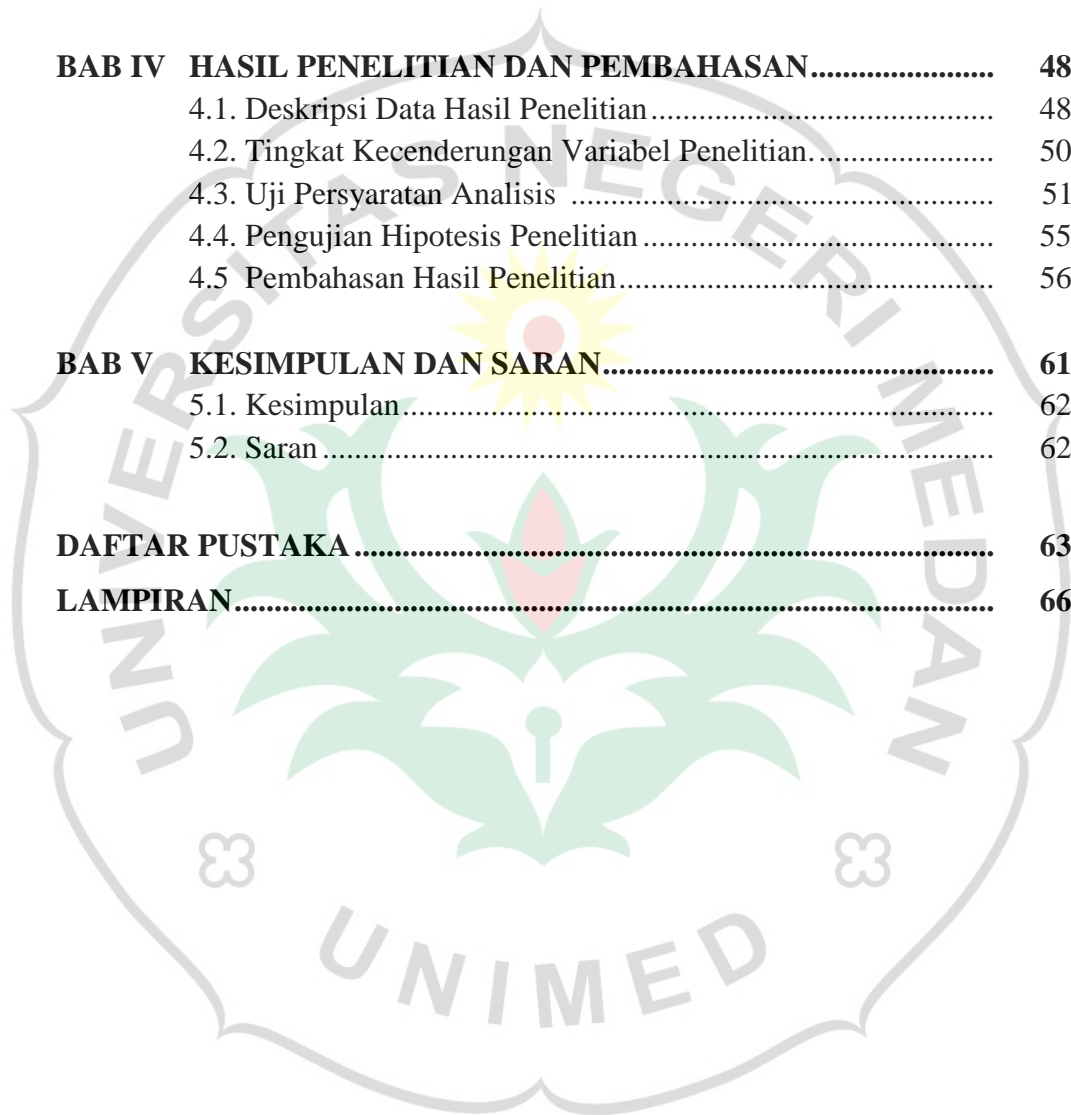 BAB IV HASIL PENELITIAN DAN PEMBAHASAN....................... 48
4.1. Deskripsi Data Hasil Penelitian........................................... 48
4.2. Tingkat Kecenderungan Variabel Penelitian....................... 50
4.3. Uji Persyaratan Analisis ..................................................... 51
4.4. Pengujian Hipotesis Penelitian............................................ 55
4.5 Pembahasan Hasil Penelitian............................................... 56
BAB V KESIMPULAN DAN SARAN................................................. 61
5.1. Kesimpulan.......................................................................... 62
5.2. Saran.................................................................................... 62
DAFTAR PUSTAKA................................................................................ 63
LAMPIRAN............................................................................................... 66
UNIVERSITAS NEGERI MEDAN
UNIMED